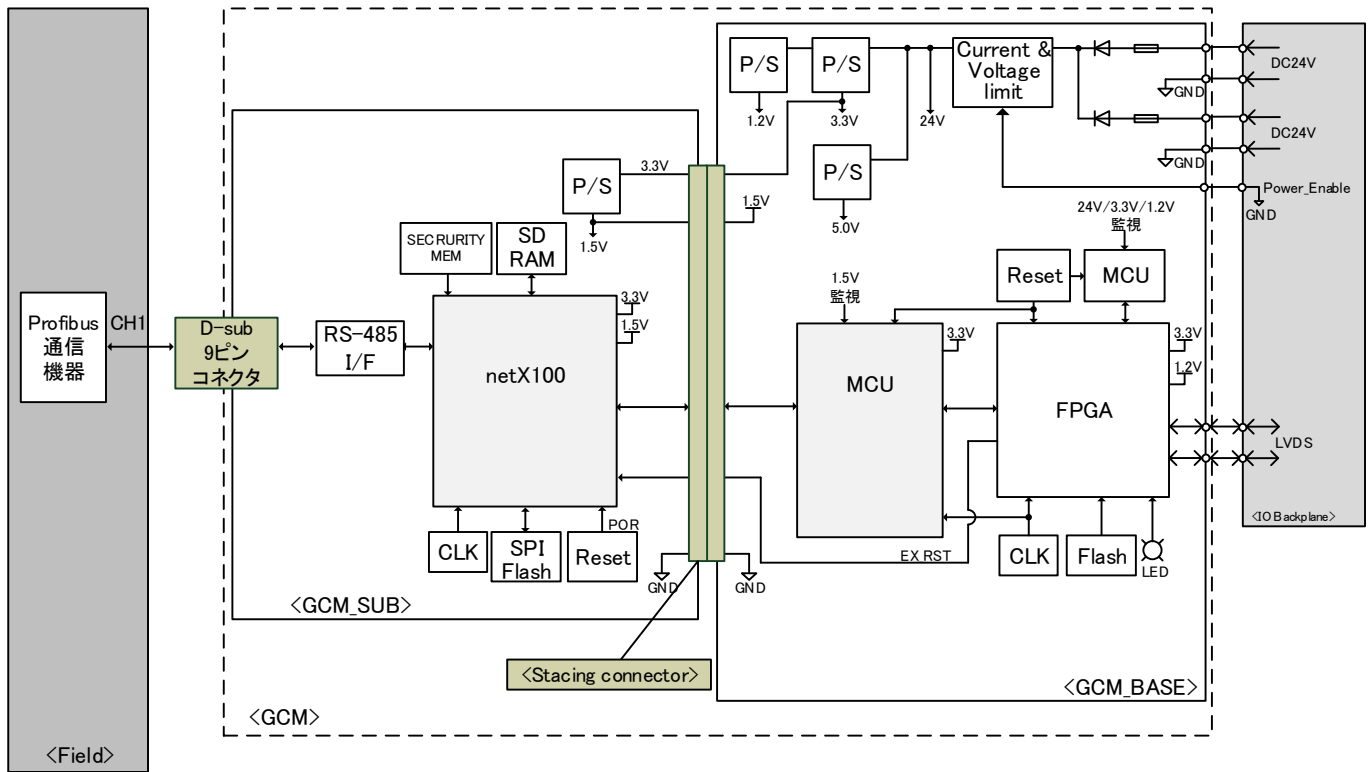 Profibus
通信
機器
CH1
<Field>
D-sub
9ピン
コネクタ
RS-485
I/F
SECRURITY
MEM
SD
RAM
P/S
3.3V
1.5V
netX100
3.3V
1.5V
CLK
SPI
Flash
Reset
POR
GND
<GCM_SUB>
<Stacing connector>
<GCM>
P/S
1.2V
P/S
3.3V
24V
Current &
Voltage
limit
P/S
5.0V
1.5V
1.5V
監視
MCU
3.3V
Reset
24V/3.3V/1.2V
監視
MCU
FPGA
3.3V
1.2V
EX.RST
GND
CLK
Flash
LED
<GCM_BASE>
GND
GND
DC24V
DC24V
Power_Enable
GND
LVDS
<IO Backplane>